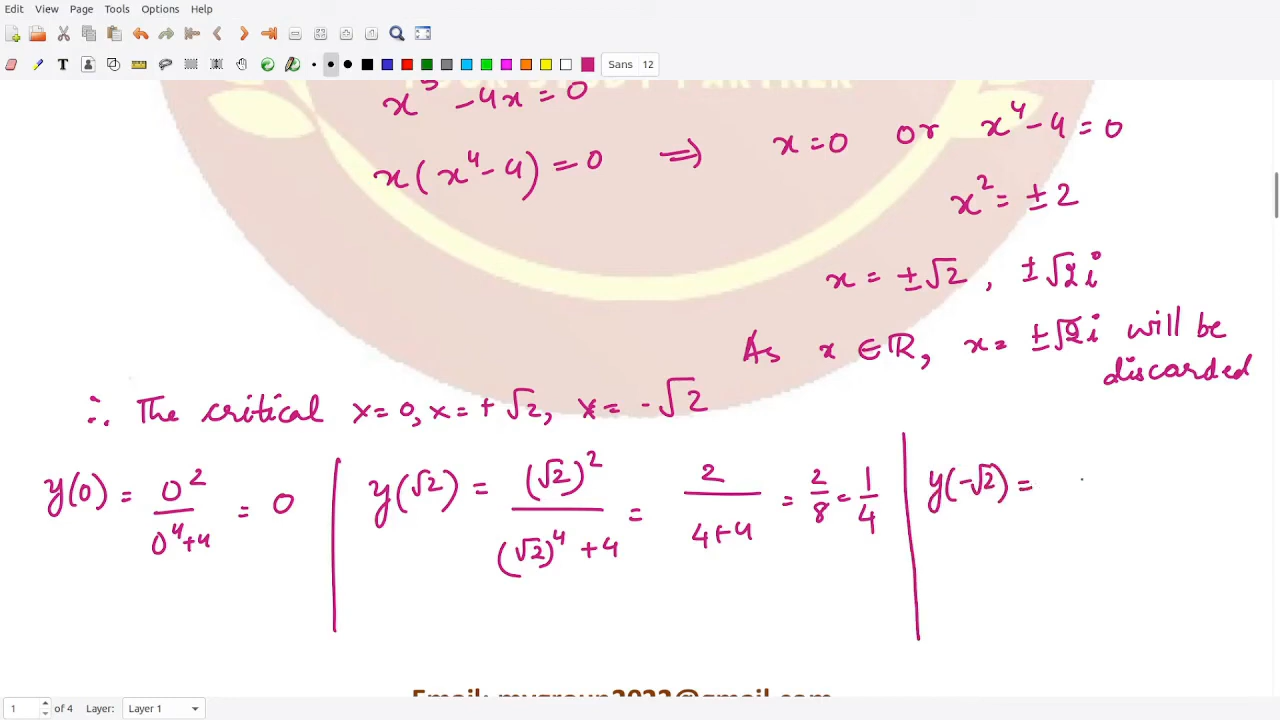 Edit View Page Tools Options Help
Sans 12
YOUR STUDY PARTNER
x⁵ - 4x = 0
x(x⁴ - 4) = 0 ⟹ x = 0 or x⁴ - 4 = 0
x² = ± 2
x = ± √2 , ± √2 i
As x ∈ ℝ, x = ± √2 i will be discarded
∴ The critical x = 0, x = + √2, x = - √2
y(0) = 0² / 0⁴+4 = 0 | y(√2) = (√2)² / (√2)⁴ + 4 = 2 / 4+4 = 2/8 = 1/4 | y(-√2) =
1 of 4 Layer: Layer 1